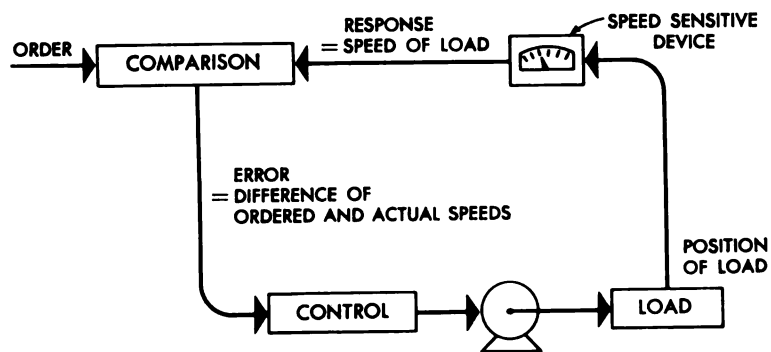 ORDER
COMPARISON
RESPONSE
= SPEED OF LOAD
SPEED SENSITIVE
DEVICE
ERROR
= DIFFERENCE OF
ORDERED AND ACTUAL SPEEDS
POSITION
OF LOAD
CONTROL
LOAD